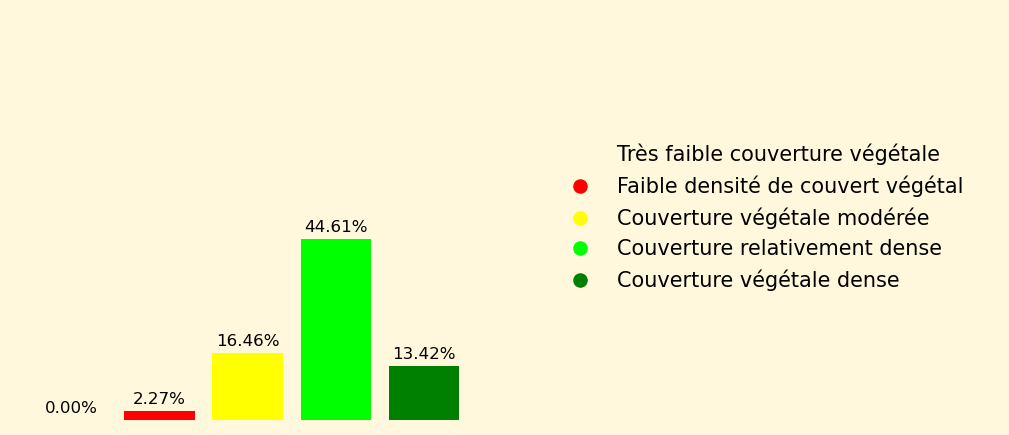 0.00%
2.27%
16.46%
44.61%
13.42%
Très faible couverture végétale
Faible densité de couvert végétal
Couverture végétale modérée
Couverture relativement dense
Couverture végétale dense